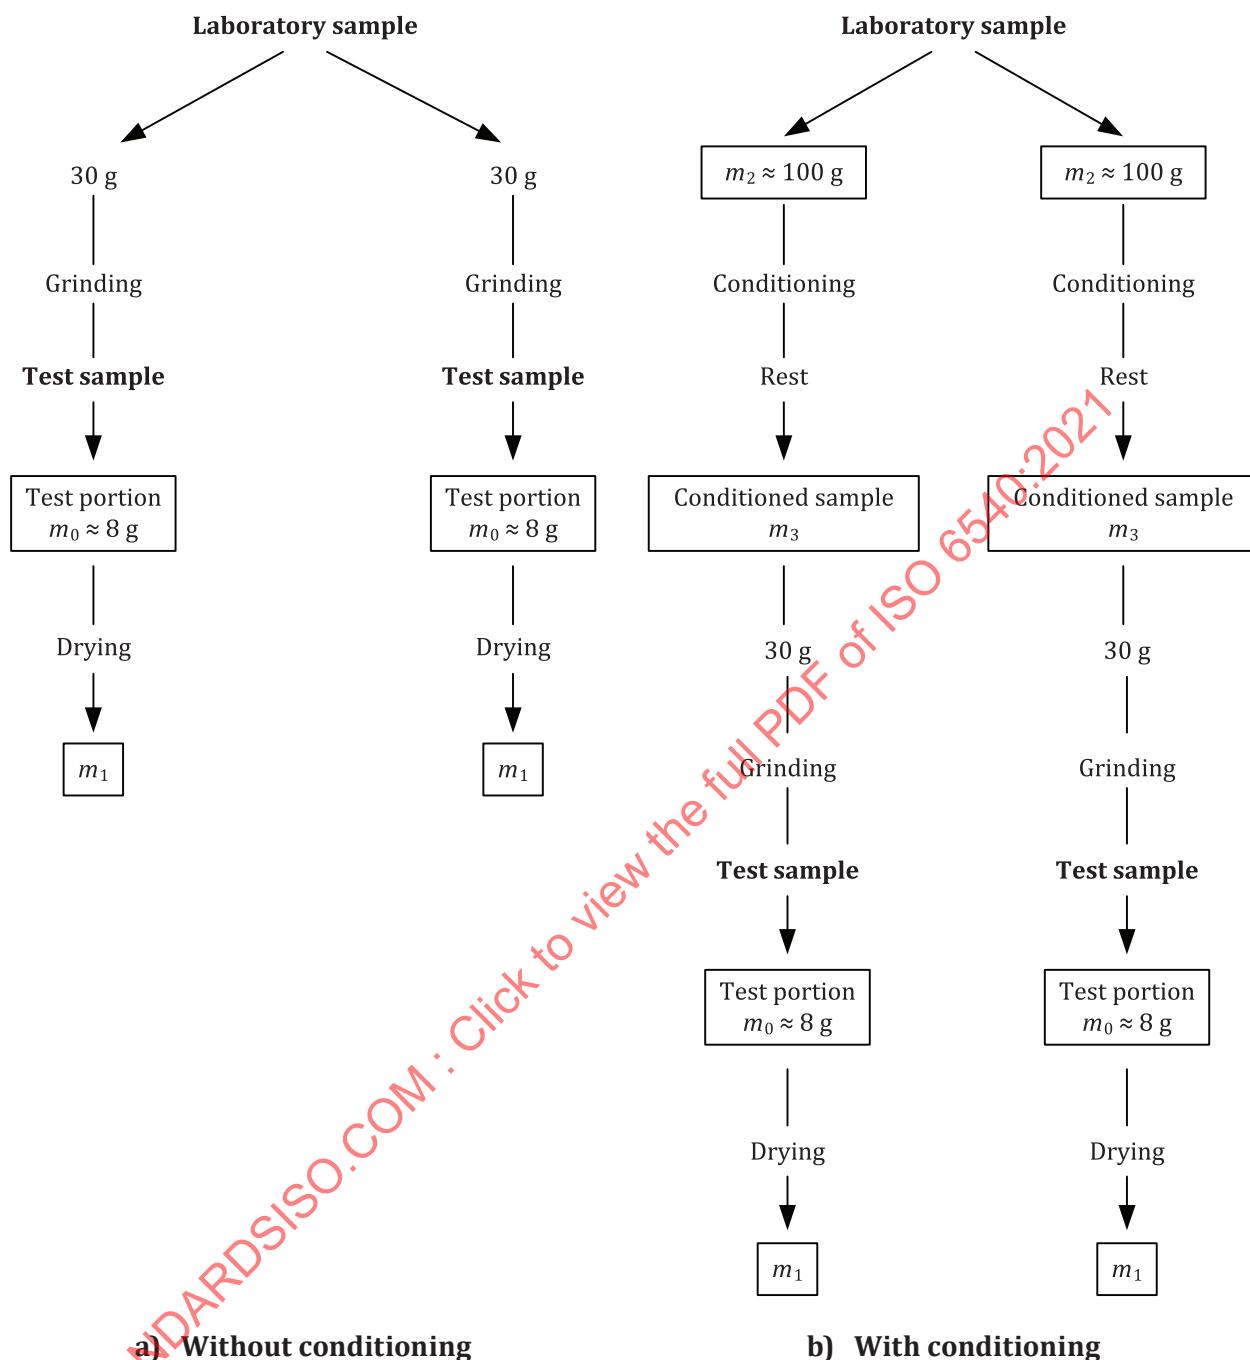 Laboratory sample
30 g
30 g
Grinding
Grinding
Test sample
Test sample
Test portion
m₀ ≈ 8 g
Test portion
m₀ ≈ 8 g
Drying
Drying
m₁
m₁
a) Without conditioning
Laboratory sample
m₂ ≈ 100 g
m₂ ≈ 100 g
Conditioning
Conditioning
Rest
Rest
Conditioned sample
m₃
Conditioned sample
m₃
30 g
30 g
Grinding
Grinding
Test sample
Test sample
Test portion
m₀ ≈ 8 g
Test portion
m₀ ≈ 8 g
Drying
Drying
m₁
m₁
b) With conditioning
NDARDSISO.COM : Click to view the full PDF of ISO 6540:2021